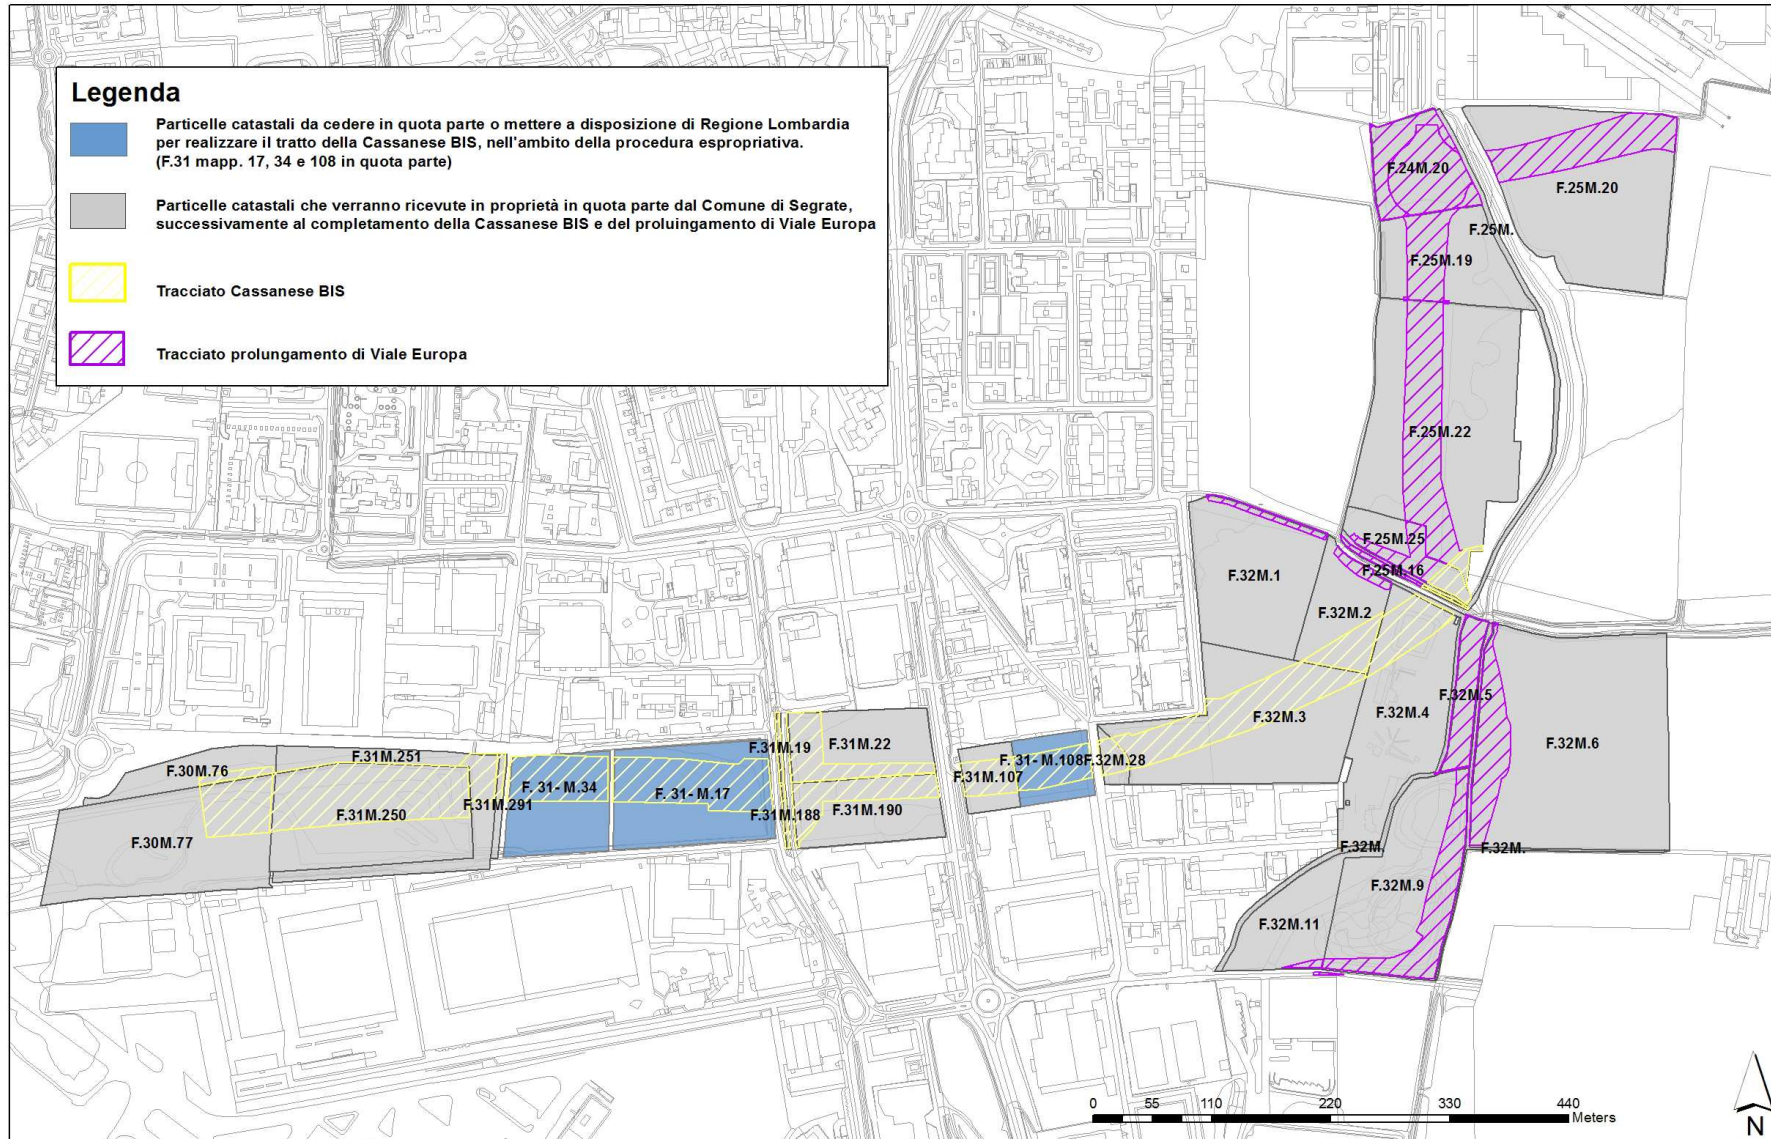 Legenda
Particelle catastali da cedere in quota parte o mettere a disposizione di Regione Lombardia
per realizzare il tratto della Cassanese BIS, nell'ambito della procedura espropriativa.
(F.31 mapp. 17, 34 e 108 in quota parte)
Particelle catastali che verranno ricevute in proprietà in quota parte dal Comune di Segrate,
successivamente al completamento della Cassanese BIS e del proluingamento di Viale Europa
Tracciato Cassanese BIS
Tracciato prolungamento di Viale Europa
F.24M.20
F.25M.20
F.25M.
F.25M.19
F.25M.22
F.25M.25
F.25M.16
F.32M.1
F.32M.2
F.32M.5
F.32M.3
F.32M.4
F.32M.6
F.31M.19
F.31M.22
F.31M.251
F.30M.76
F. 31- M.108
F.32M.28
F.31M.107
F. 31- M.34
F. 31- M.17
F.31M.291
F.31M.250
F.31M.188
F.31M.190
F.30M.77
F.32M.
F.32M.
F.32M.9
F.32M.11
0 55 110 220 330 440
Meters
N